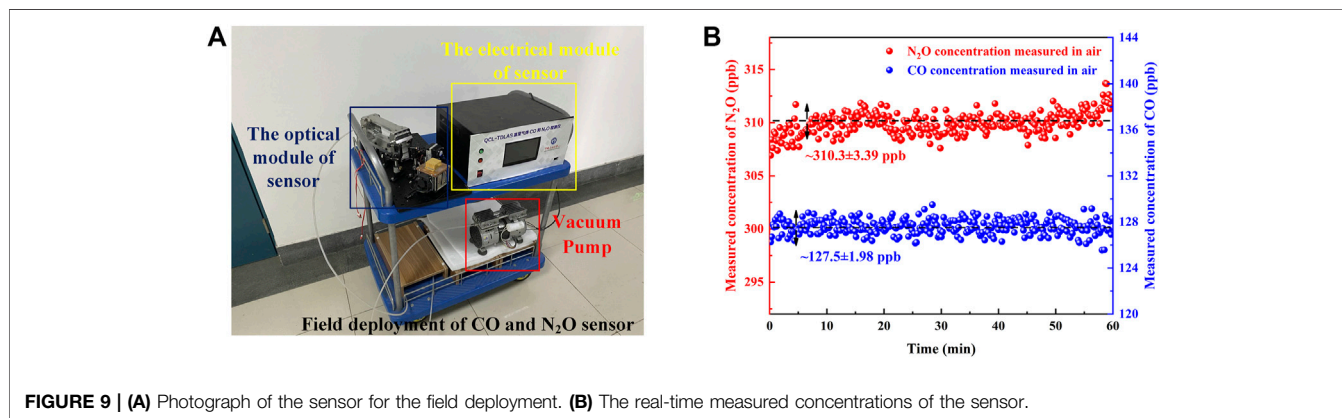 A
The electrical module
of sensor
The optical
module of
sensor
QCL-TDLAS
CO
N₂O
Vacuum
Pump
Field deployment of CO and N₂O sensor
B
N₂O concentration measured in air
CO concentration measured in air
Measured concentration of N₂O (ppb)
315
310
305
300
295
~310.3±3.39 ppb
~127.5±1.98 ppb
0 10 20 30 40 50 60
Time (min)
144
140
136
132
128
124
120
Measured concentration of CO (ppb)
FIGURE 9 | (A) Photograph of the sensor for the field deployment. (B) The real-time measured concentrations of the sensor.